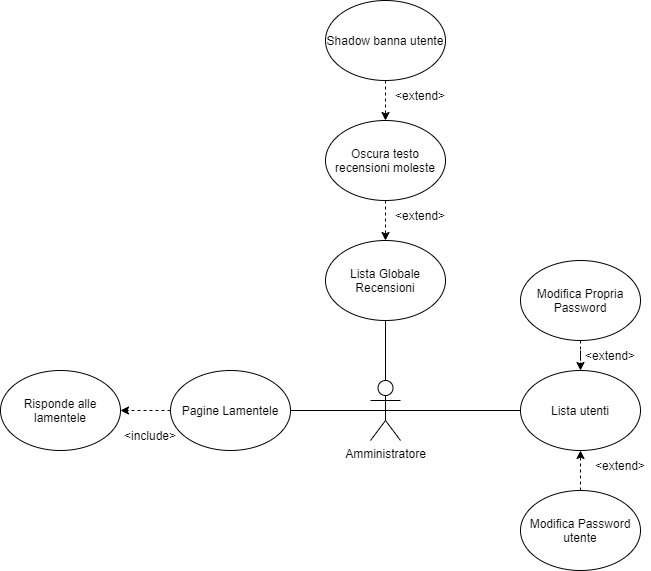 Shadow banna utente
<extend>
Oscura testo
recensioni moleste
<extend>
Lista Globale
Recensioni
Modifica Propria
Password
<extend>
Risponde alle
lamentele
Pagine Lamentele
<include>
Amministratore
Lista utenti
<extend>
Modifica Password
utente